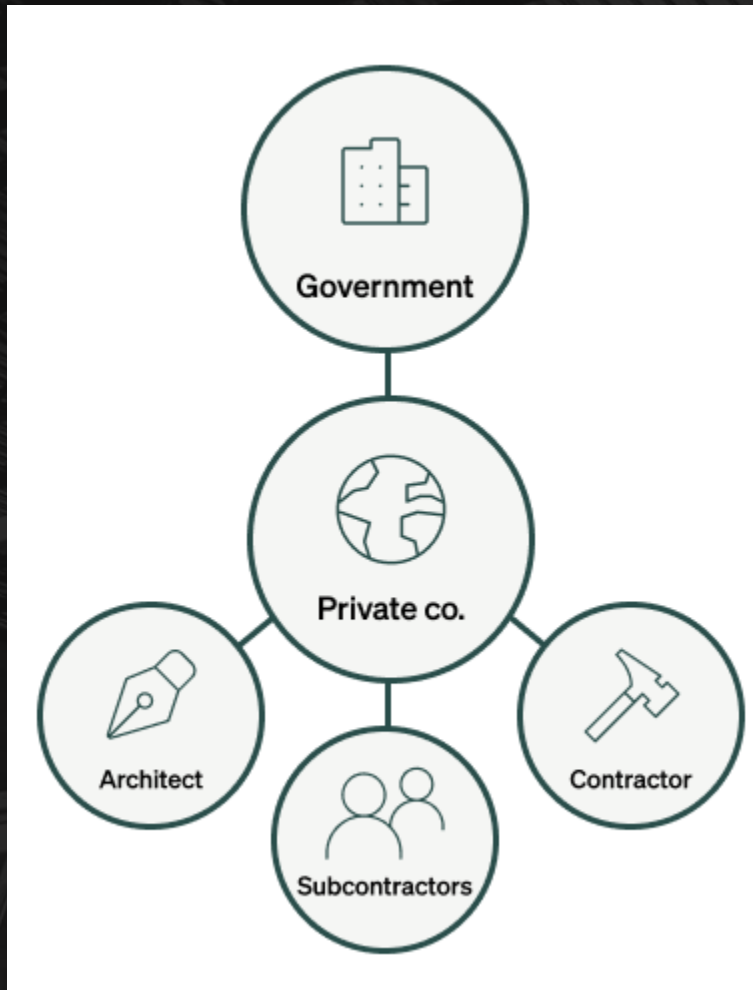 Government
Private co.
Architect
Contractor
Subcontractors